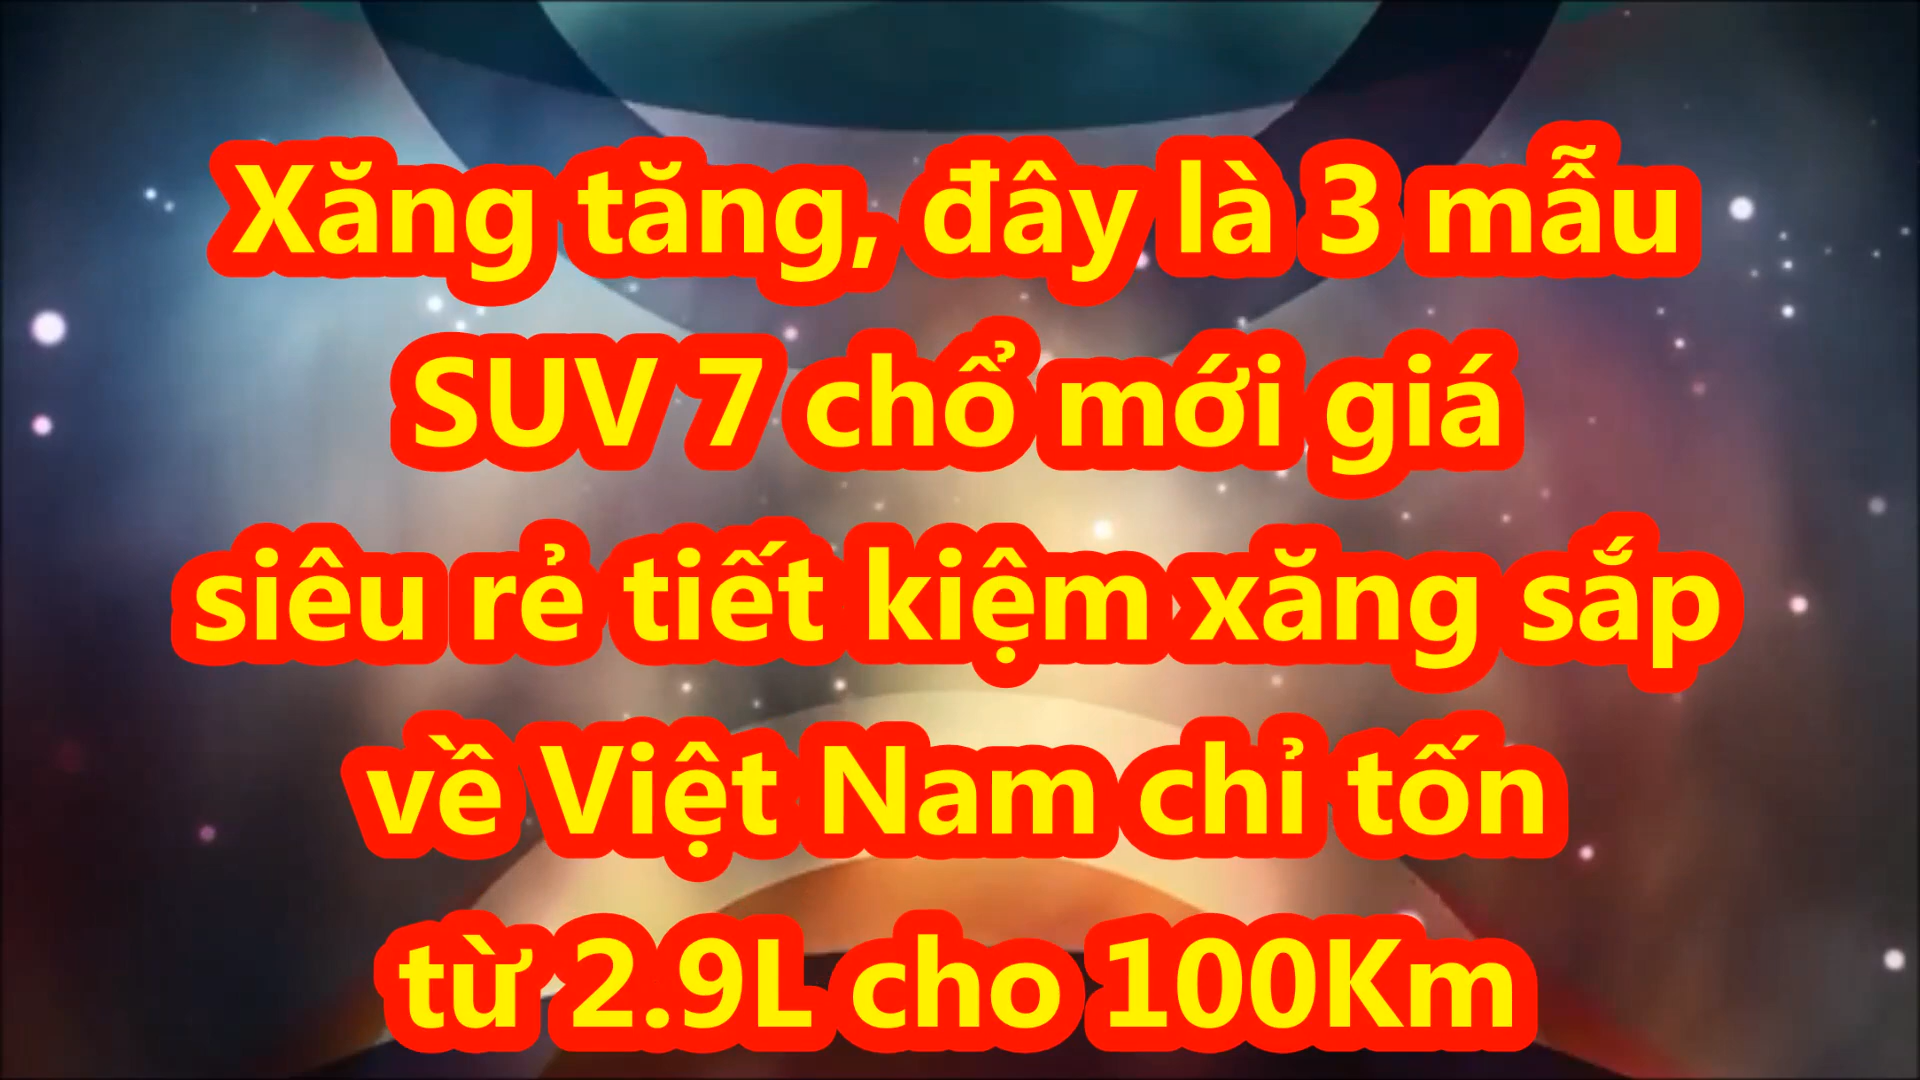 Xăng tăng, đây là 3 mẫu
SUV 7 chổ mới giá
siêu rẻ tiết kiệm xăng sắp
về Việt Nam chỉ tốn
từ 2.9L cho 100Km